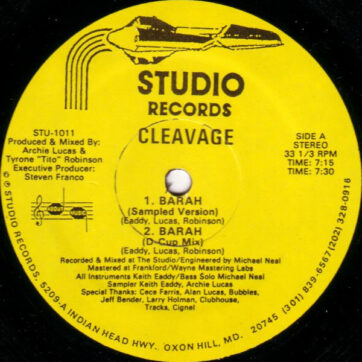 STUDIO
RECORDS
CLEAVAGE
STU-1011
Produced & Mixed By:
Archie Lucas &
Tyrone "Tito" Robinson
Executive Producer:
Steven Franco
SIDE A
STEREO
33 1/3 RPM
TIME: 7:15
TIME: 7:30
1. BARAH
(Sampled Version)
(Eaddy, Lucas, Robinson)
2. BARAH
(D Cup Mix)
(Eaddy, Lucas, Robinson)
Recorded & Mixed at The Studio/Engineered by Michael Neal
Mastered at Frankford/Wayne Mastering Labs
All Instruments Keith Eaddy/Bass Solo Michael Neal
Sampler Keith Eaddy, Archie Lucas
Special Thanks: Cace Farris, Alan Lucas, Bubbles,
Jeff Bender, Larry Holman, Clubhouse,
Tracks, Cignel
℗ © STUDIO RECORDS, 5209-A INDIAN HEAD HWY. OXON HILL, MD. 20745 (301) 839-6567/(202) 328-0916